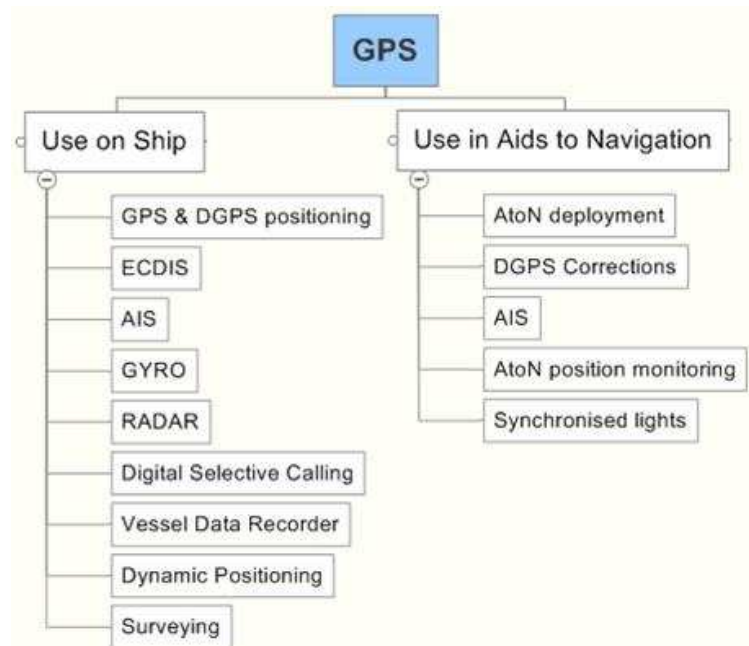 GPS
Use on Ship
GPS & DGPS positioning
ECDIS
AIS
GYRO
RADAR
Digital Selective Calling
Vessel Data Recorder
Dynamic Positioning
Surveying
Use in Aids to Navigation
AtoN deployment
DGPS Corrections
AIS
AtoN position monitoring
Synchronised lights